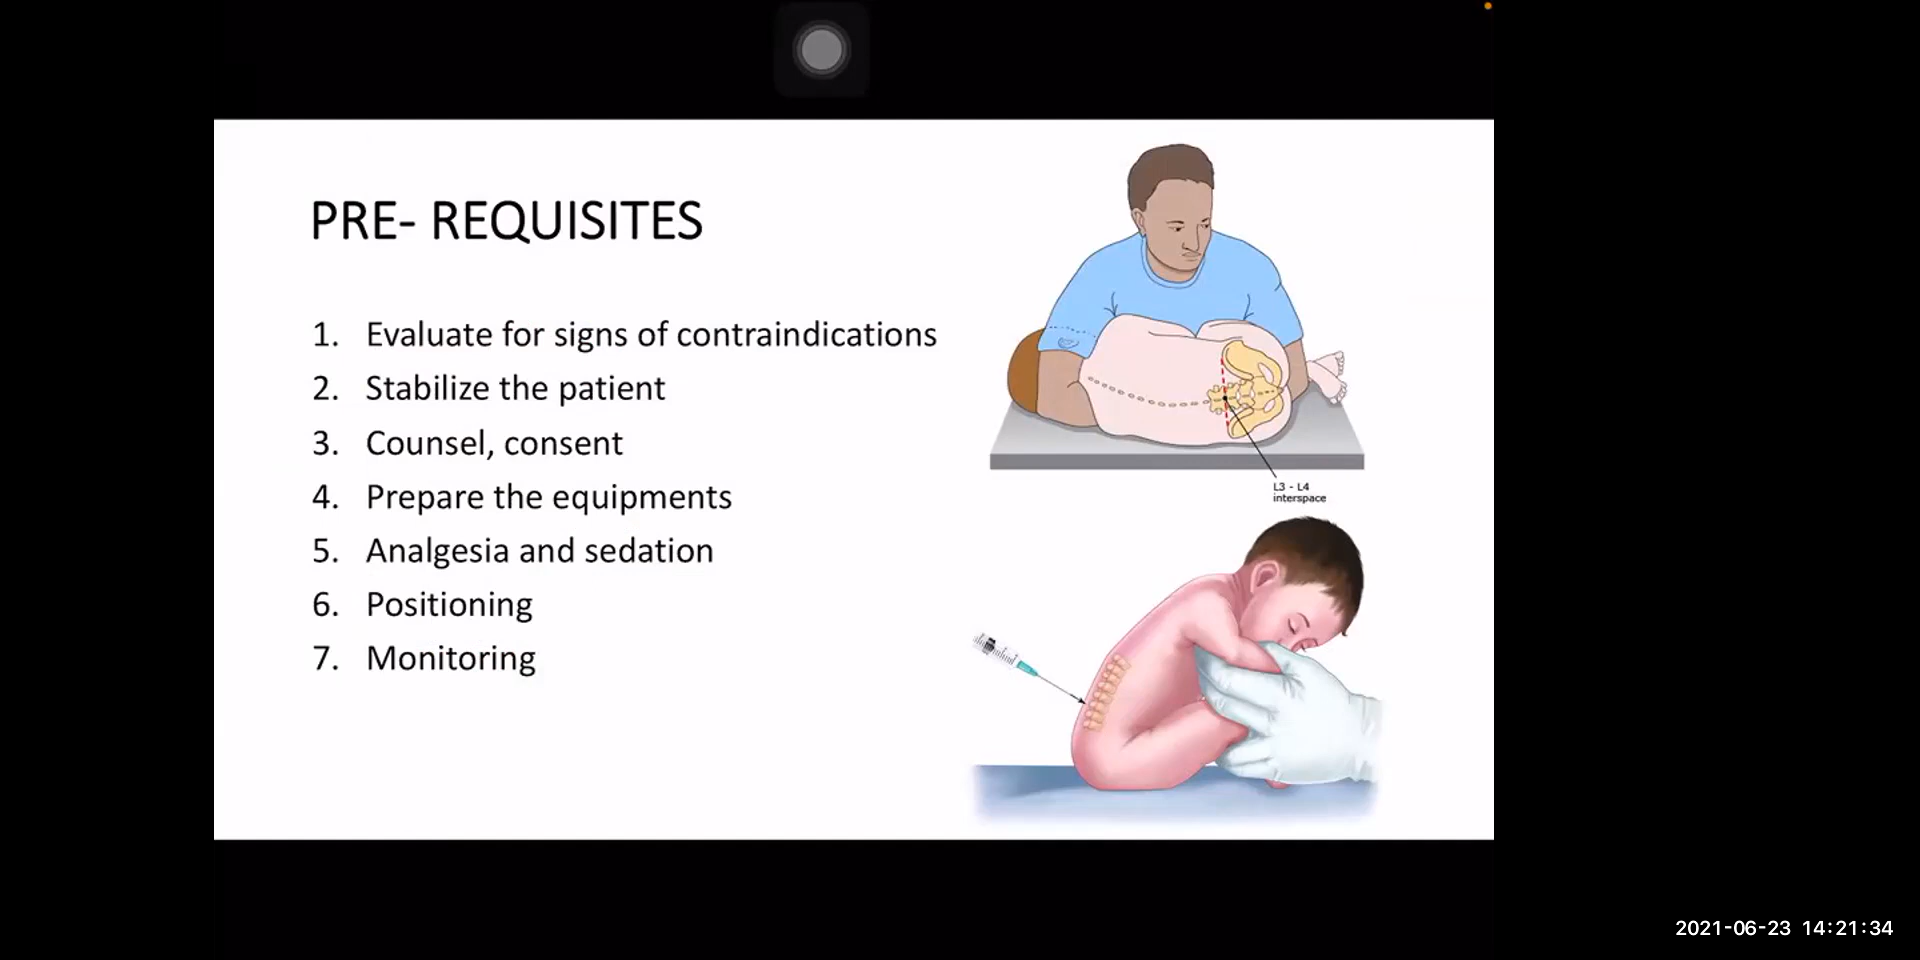 PRE- REQUISITES
1. Evaluate for signs of contraindications
2. Stabilize the patient
3. Counsel, consent
4. Prepare the equipments
5. Analgesia and sedation
6. Positioning
7. Monitoring
L3 - L4
interspace
2021-06-23 14:21:34